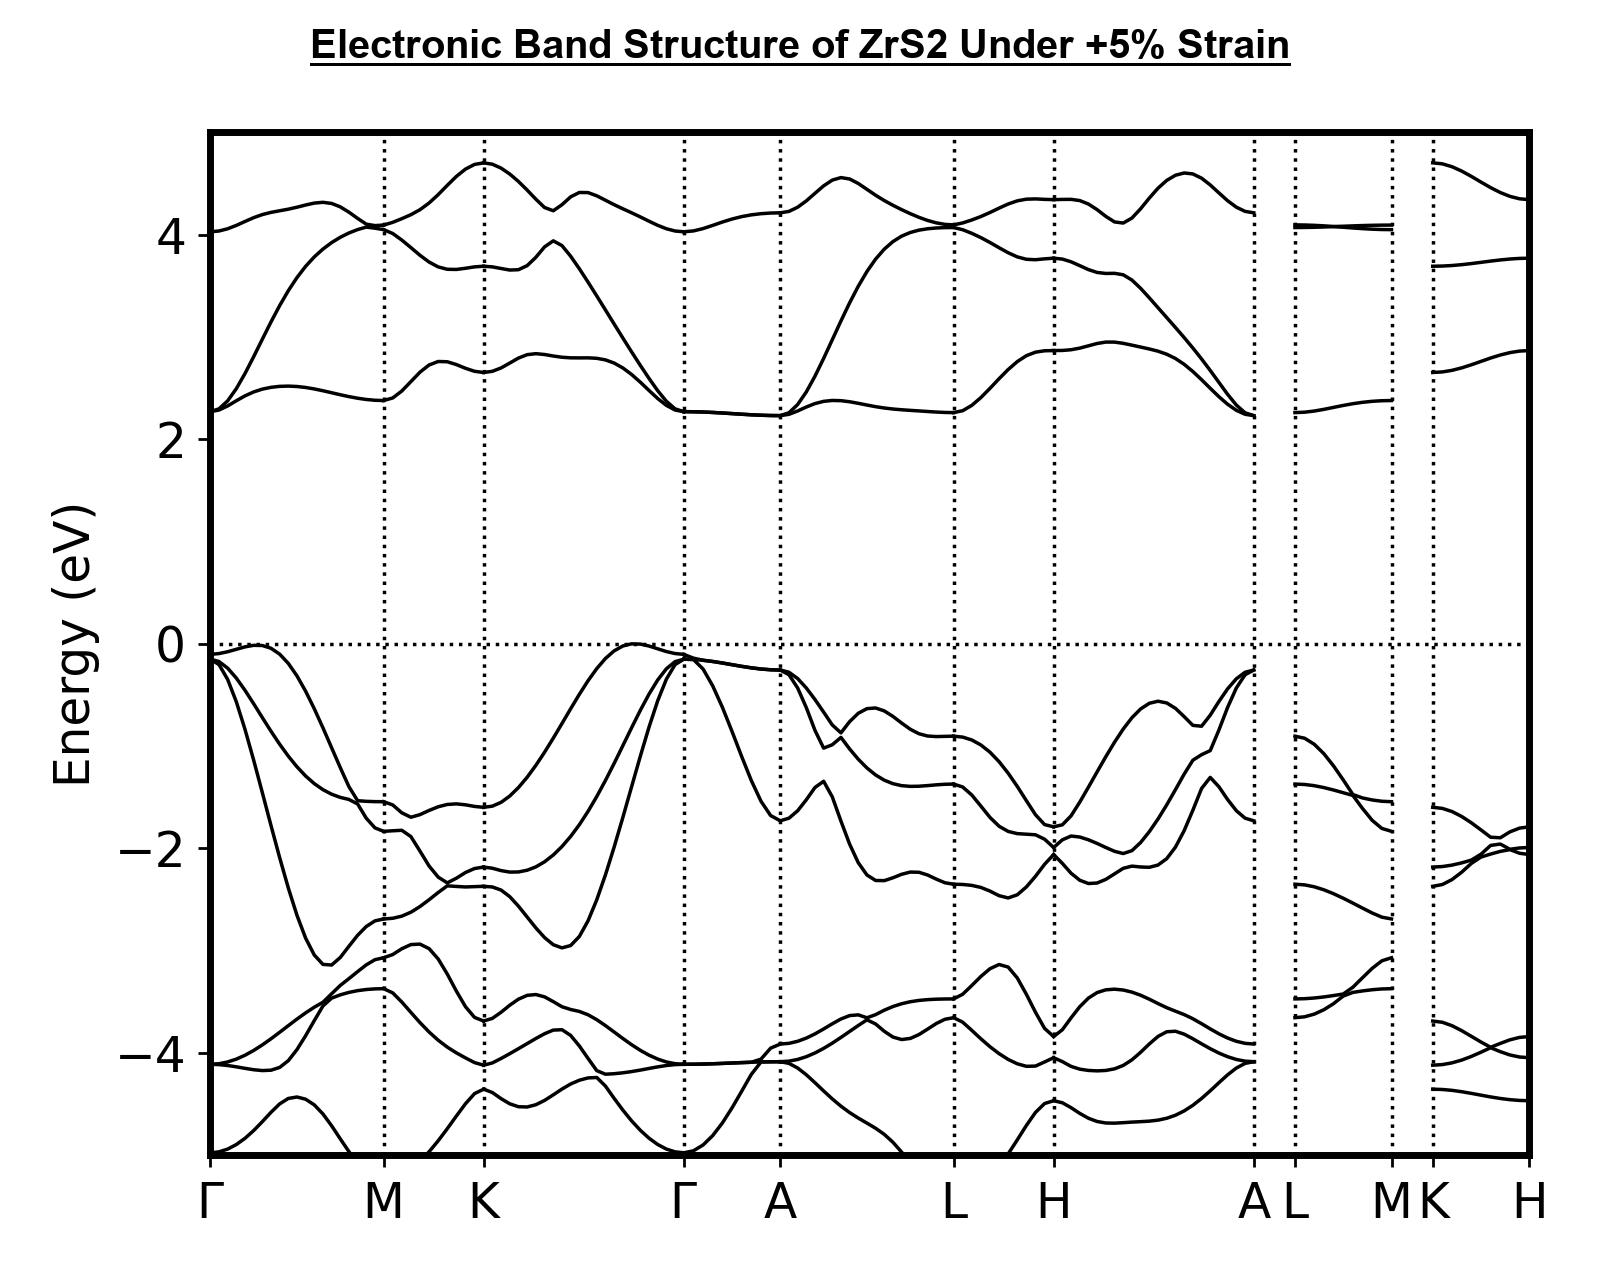 Electronic Band Structure of ZrS2 Under +5% Strain
Energy (eV)
4
2
0
−2
−4
Γ M K Γ A L H A L M K H